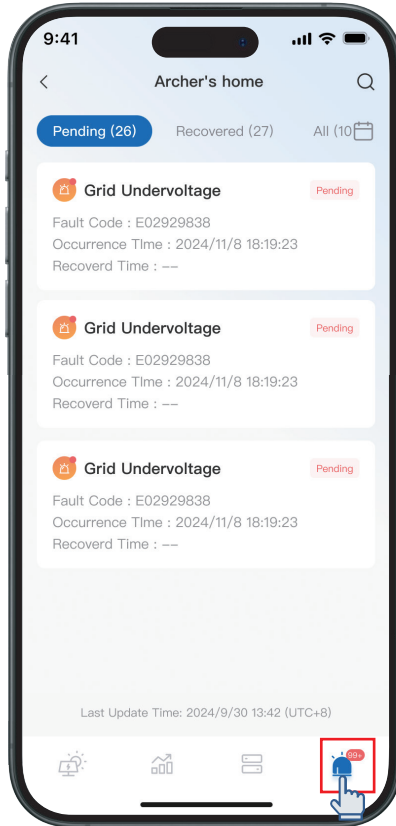 9:41
Archer's home
Pending (26) Recovered (27) All (10
Grid Undervoltage Pending
Fault Code : E02929838
Occurrence TIme : 2024/11/8 18:19:23
Recoverd Time : --
Grid Undervoltage Pending
Fault Code : E02929838
Occurrence TIme : 2024/11/8 18:19:23
Recoverd Time : --
Grid Undervoltage Pending
Fault Code : E02929838
Occurrence TIme : 2024/11/8 18:19:23
Recoverd Time : --
Last Update Time: 2024/9/30 13:42 (UTC+8)
99+